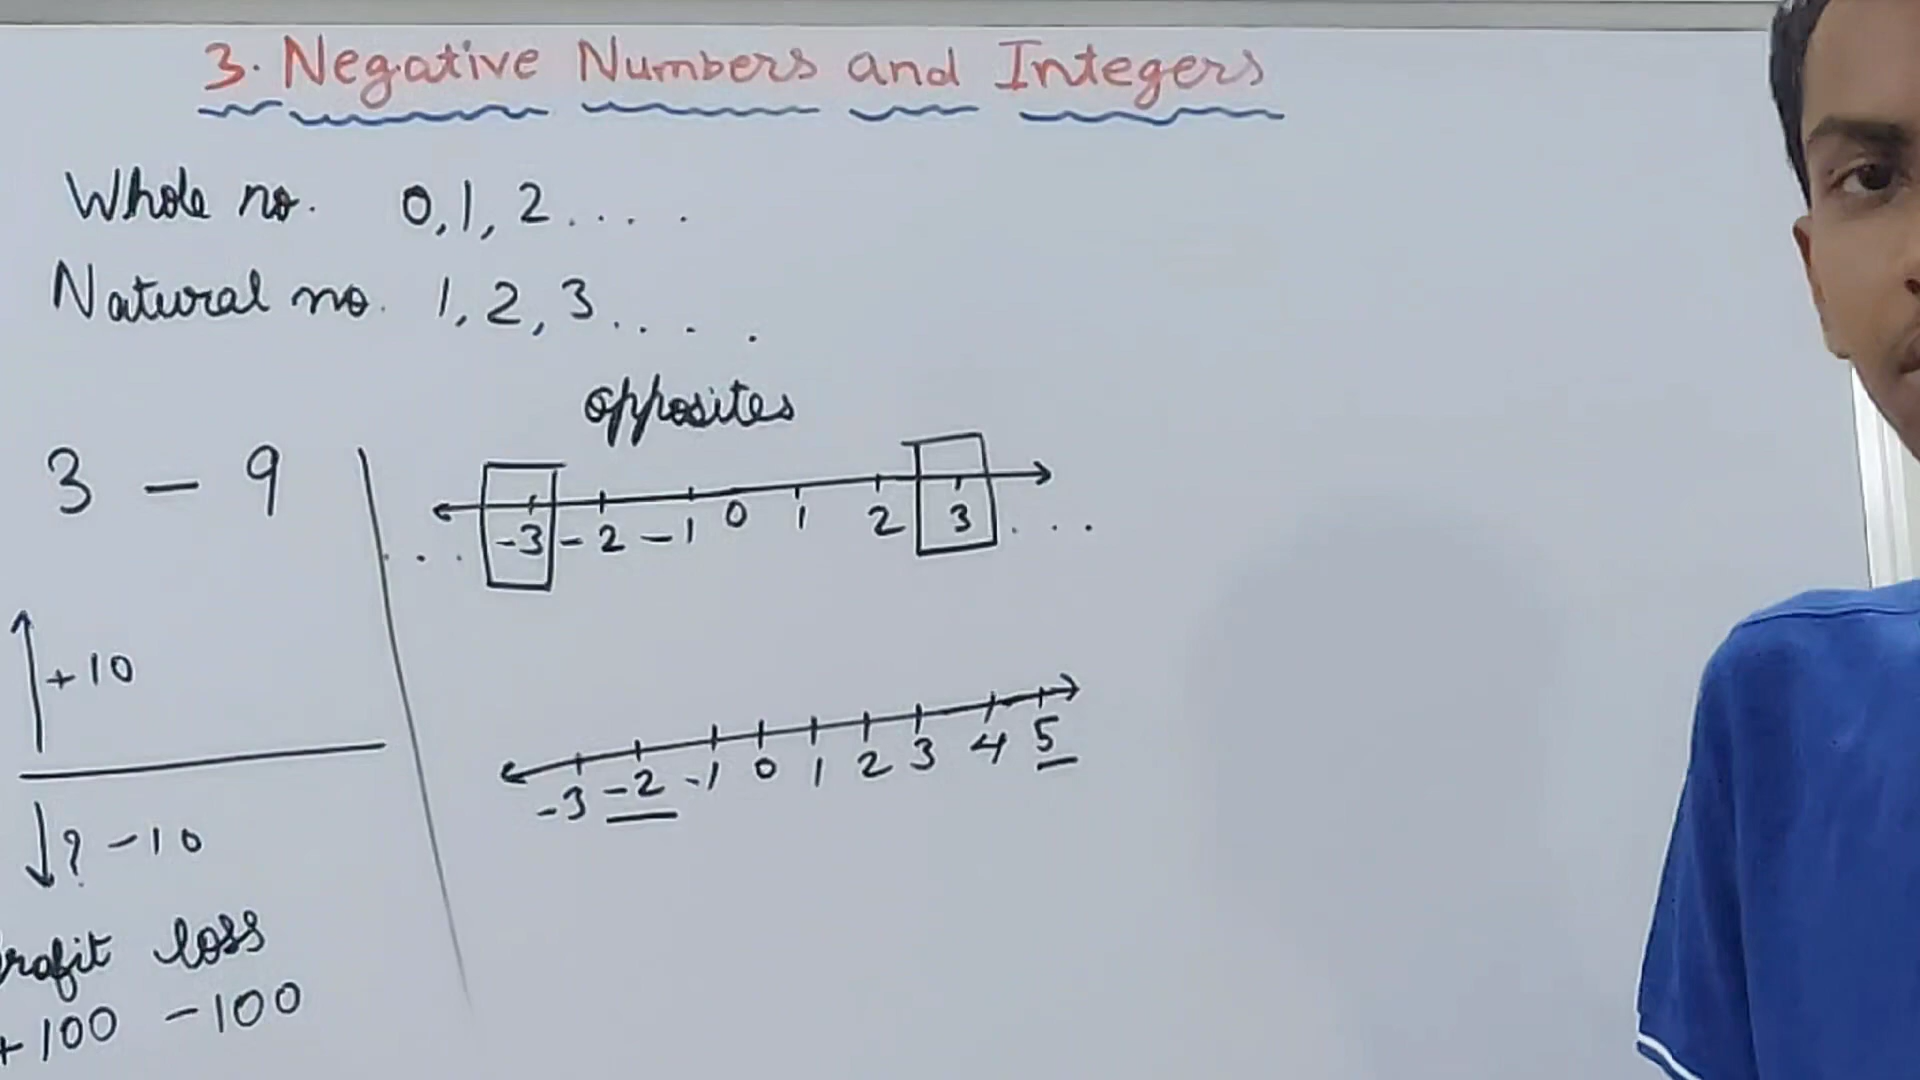 3. Negative Numbers and Integers
Whole no. 0, 1, 2 . . . .
Natural no. 1, 2, 3 . . . .
3 - 9
opposites
. . . -3 -2 -1 0 1 2 3 . . .
+10
-3 -2 -1 0 1 2 3 4 5
? -10
rofit loss
+100 -100